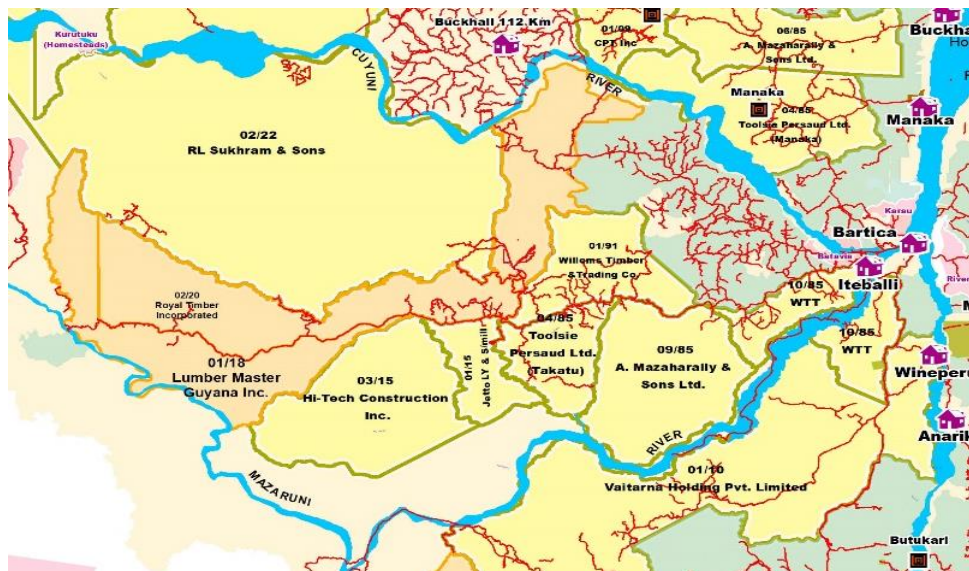 Kurutuku
(Homesteads)
Buckhall 112 Km
01/09
CPT Inc
06/85
A. Mazaharally &
Sons Ltd.
Buckha
Ho
CUYUNI
RIVER
Manaka
04/85
Toolsie Persaud Ltd.
(Manaka)
Manaka
02/22
RL Sukhram & Sons
Karau
Bartica
Batavia
Iteballi
River
01/91
Willems Timber
&Trading Co.
10/85
WTT
02/20
Royal Timber
Incorporated
M
10/85
WTT
04/85
Toolsie
Persaud Ltd.
(Takatu)
01/15
Jetto LY & Simill
09/85
A. Mazaharally &
Sons Ltd.
Wineperu
01/18
Lumber Master
Guyana Inc.
03/15
Hi-Tech Construction
Inc.
Anarik
RIVER
01/10
Vaitarna Holding Pvt. Limited
MAZARUNI
Butukari